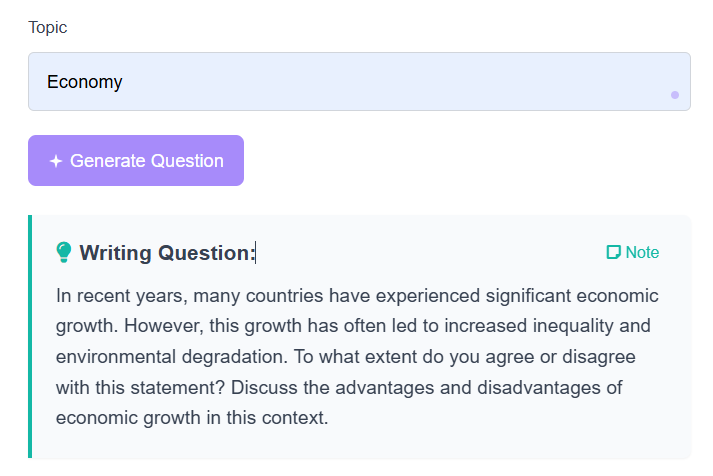 Topic
Economy
Generate Question
Writing Question:
Note
In recent years, many countries have experienced significant economic
growth. However, this growth has often led to increased inequality and
environmental degradation. To what extent do you agree or disagree
with this statement? Discuss the advantages and disadvantages of
economic growth in this context.